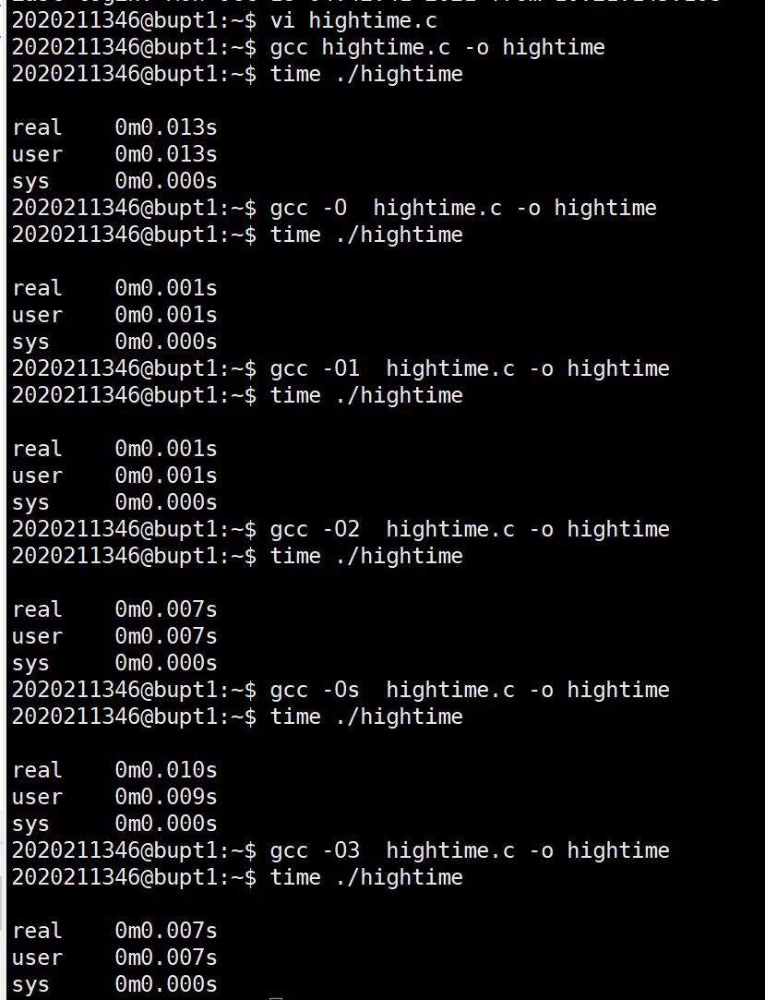 2020211346@bupt1:~$ vi hightime.c
2020211346@bupt1:~$ gcc hightime.c -o hightime
2020211346@bupt1:~$ time ./hightime
real    0m0.013s
user    0m0.013s
sys     0m0.000s
2020211346@bupt1:~$ gcc -O  hightime.c -o hightime
2020211346@bupt1:~$ time ./hightime
real    0m0.001s
user    0m0.001s
sys     0m0.000s
2020211346@bupt1:~$ gcc -O1  hightime.c -o hightime
2020211346@bupt1:~$ time ./hightime
real    0m0.001s
user    0m0.001s
sys     0m0.000s
2020211346@bupt1:~$ gcc -O2  hightime.c -o hightime
2020211346@bupt1:~$ time ./hightime
real    0m0.007s
user    0m0.007s
sys     0m0.000s
2020211346@bupt1:~$ gcc -Os  hightime.c -o hightime
2020211346@bupt1:~$ time ./hightime
real    0m0.010s
user    0m0.009s
sys     0m0.000s
2020211346@bupt1:~$ gcc -O3  hightime.c -o hightime
2020211346@bupt1:~$ time ./hightime
real    0m0.007s
user    0m0.007s
sys     0m0.000s